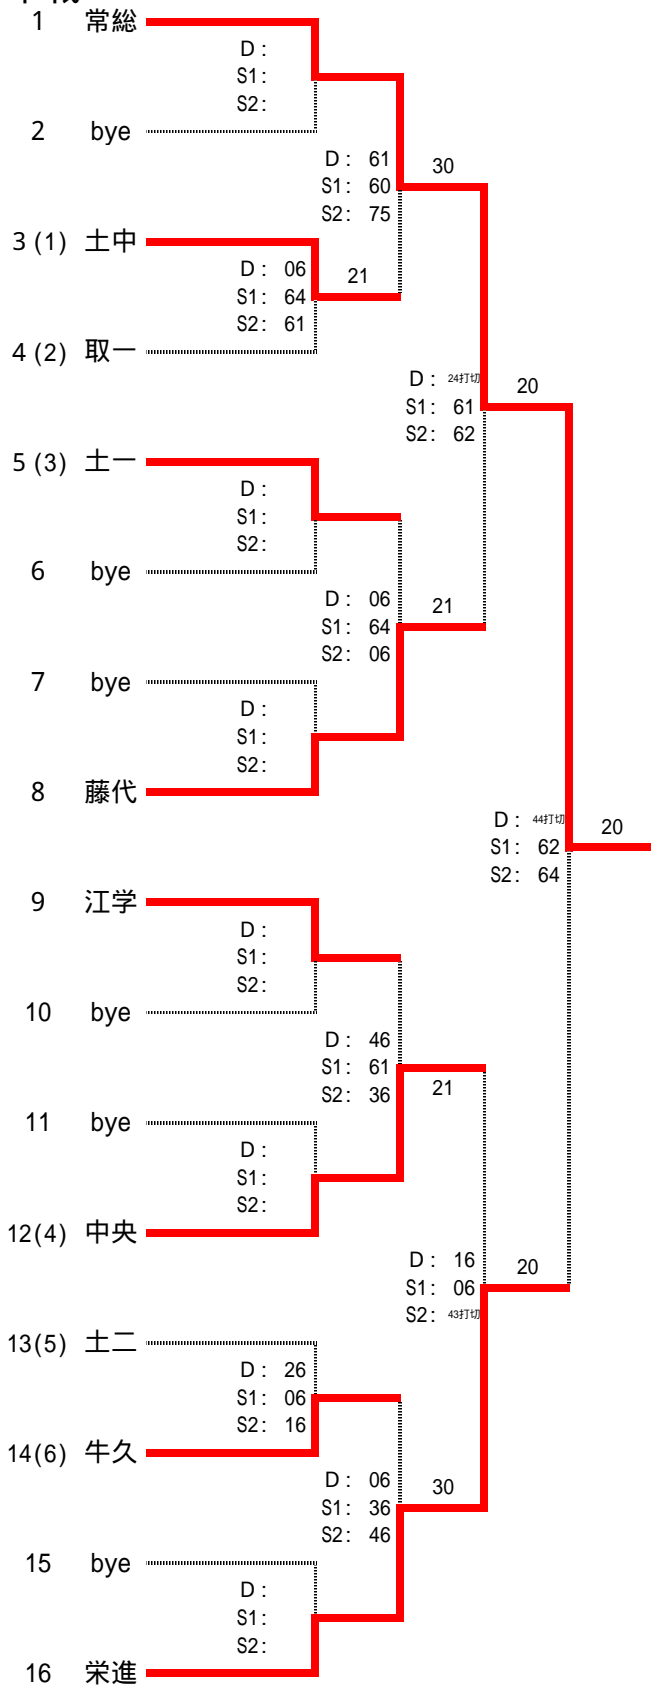 1 常総
D :
S1:
S2:
2 bye
D : 61
S1: 60
S2: 75
30
3 (1) 土中
D : 06
S1: 64
S2: 61
21
4 (2) 取一
D : 24打切
S1: 61
S2: 62
20
5 (3) 土一
D :
S1:
S2:
6 bye
D : 06
S1: 64
S2: 06
21
7 bye
D :
S1:
S2:
8 藤代
D : 44打切
S1: 62
S2: 64
20
9 江学
D :
S1:
S2:
10 bye
D : 46
S1: 61
S2: 36
21
11 bye
D :
S1:
S2:
12(4) 中央
D : 16
S1: 06
S2: 43打切
20
13(5) 土二
D : 26
S1: 06
S2: 16
14(6) 牛久
D : 06
S1: 36
S2: 46
30
15 bye
D :
S1:
S2:
16 栄進